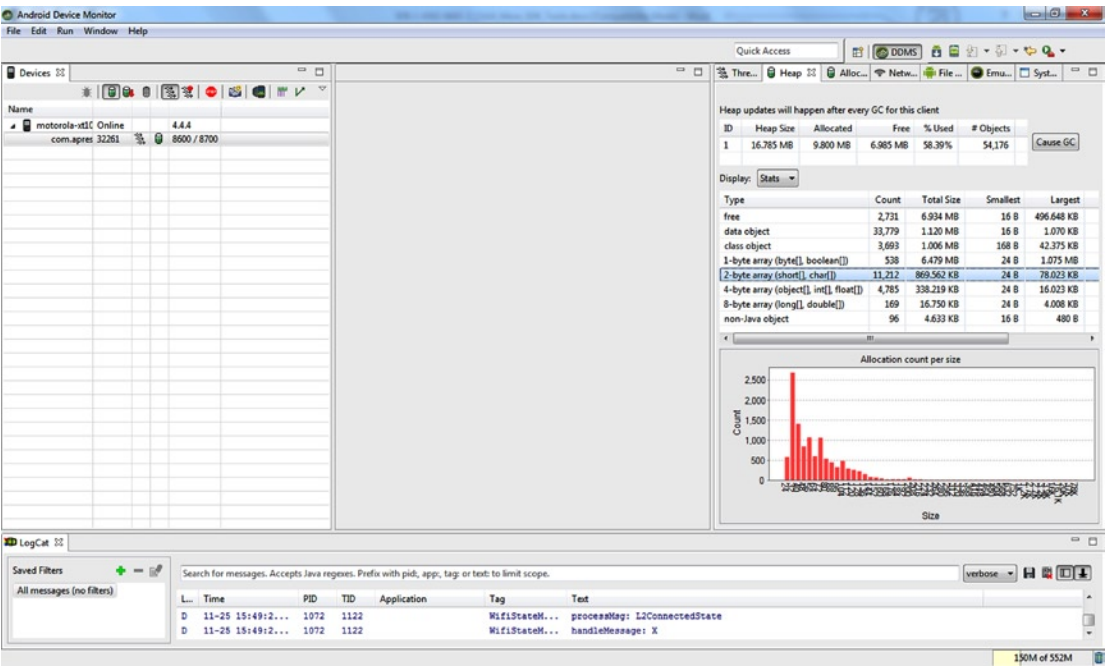 Android Device Monitor
File Edit Run Window Help
Quick Access
DDMS
Devices
Name
motorola-xt1C Online 4.4.4
com.apres 32261 8600 / 8700
Thre... Heap Alloc... Netw... File ... Emu... Syst...
Heap updates will happen after every GC for this client
ID Heap Size Allocated Free % Used # Objects
1 16.785 MB 9.800 MB 6.985 MB 58.39% 54,176
Cause GC
Display: Stats
Type Count Total Size Smallest Largest
free 2,731 6.934 MB 16 B 496.648 KB
data object 33,779 1.120 MB 16 B 1.070 KB
class object 3,693 1.006 MB 168 B 42.375 KB
1-byte array (byte[], boolean[]) 538 6.479 MB 24 B 1.075 MB
2-byte array (short[], char[]) 11,212 869.562 KB 24 B 78.023 KB
4-byte array (object[], int[], float[]) 4,785 338.219 KB 24 B 16.023 KB
8-byte array (long[], double[]) 169 16.750 KB 24 B 4.008 KB
non-Java object 96 4.633 KB 16 B 480 B
Allocation count per size
Count
2,500
2,000
1,500
1,000
500
0
Size
LogCat
Saved Filters
All messages (no filters)
Search for messages. Accepts Java regexes. Prefix with pid:, app:, tag: or text: to limit scope.
verbose
L... Time PID TID Application Tag Text
D 11-25 15:49:2... 1072 1122 WifiStateM... processMsg: L2ConnectedState
D 11-25 15:49:2... 1072 1122 WifiStateM... handleMessage: X
150M of 552M